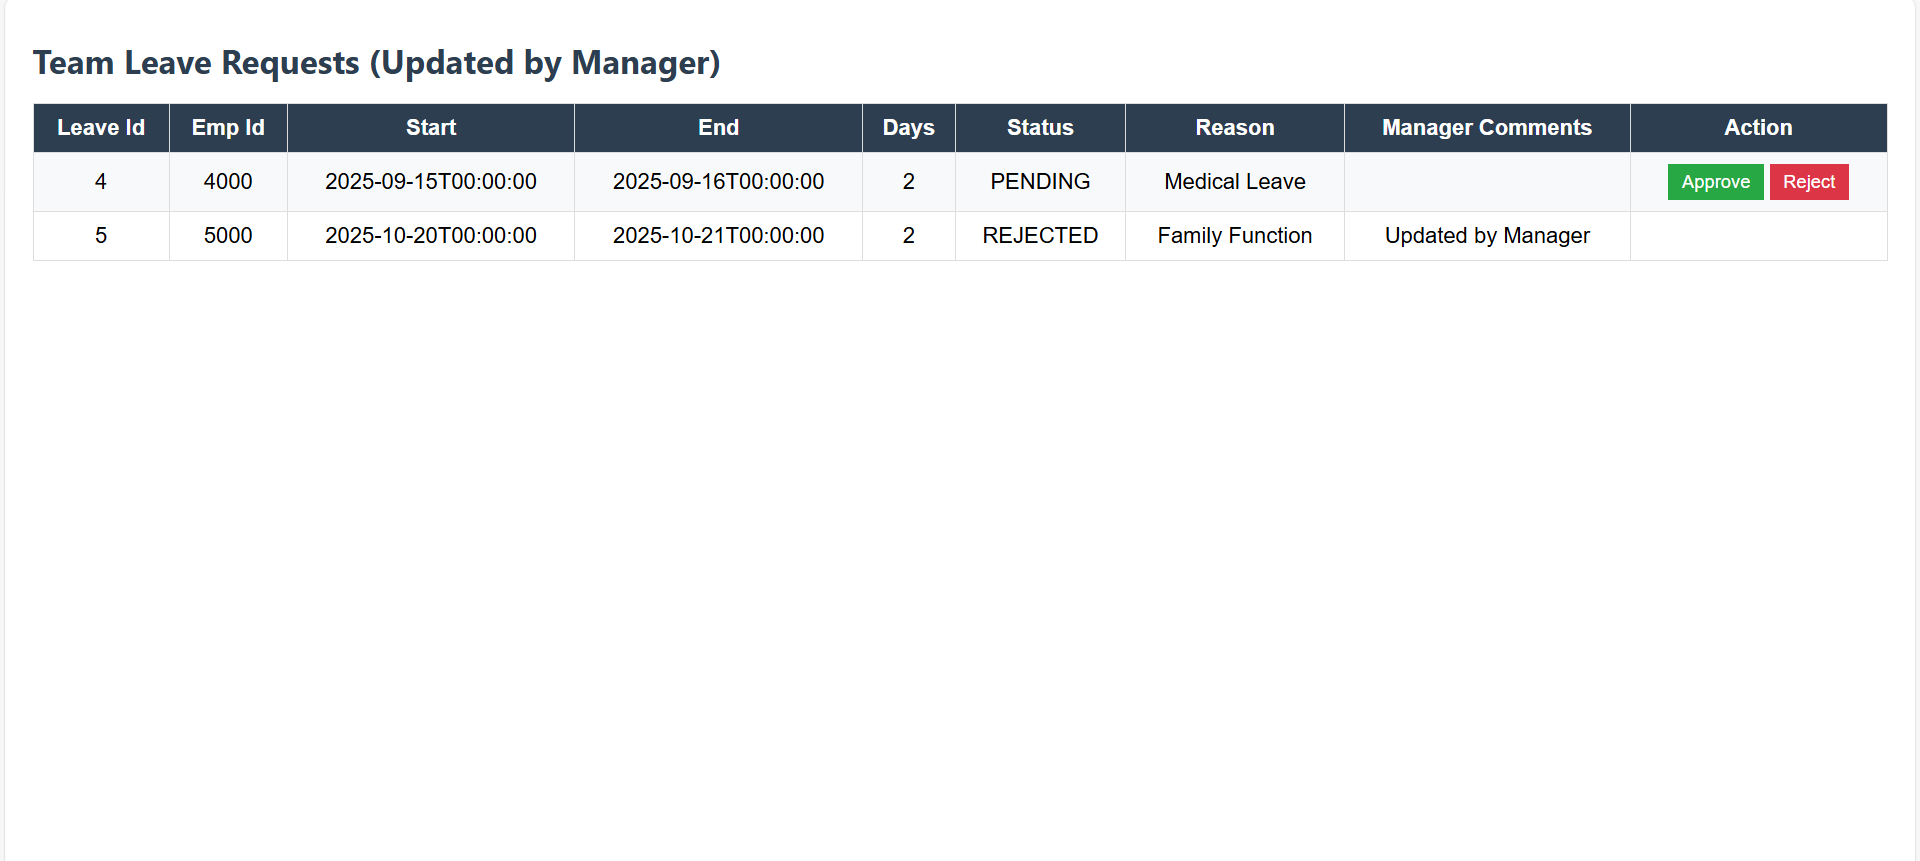 Team Leave Requests (Updated by Manager)
Leave Id Emp Id Start End Days Status Reason Manager Comments Action
4 4000 2025-09-15T00:00:00 2025-09-16T00:00:00 2 PENDING Medical Leave Approve Reject
5 5000 2025-10-20T00:00:00 2025-10-21T00:00:00 2 REJECTED Family Function Updated by Manager